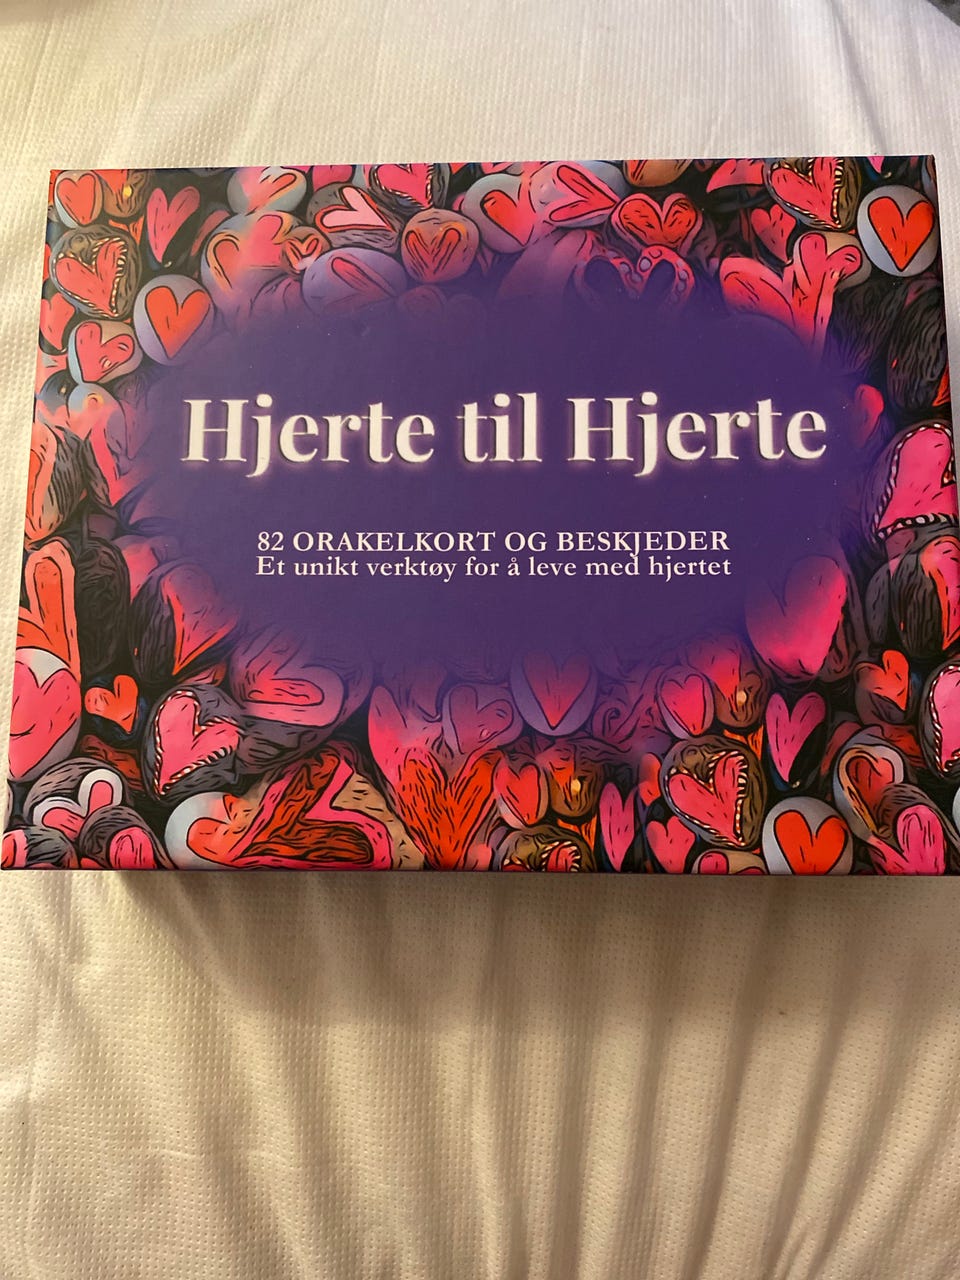 Hjerte til Hjerte
82 ORAKELKORT OG BESKJEDER
Et unikt verktøy for å leve med hjertet